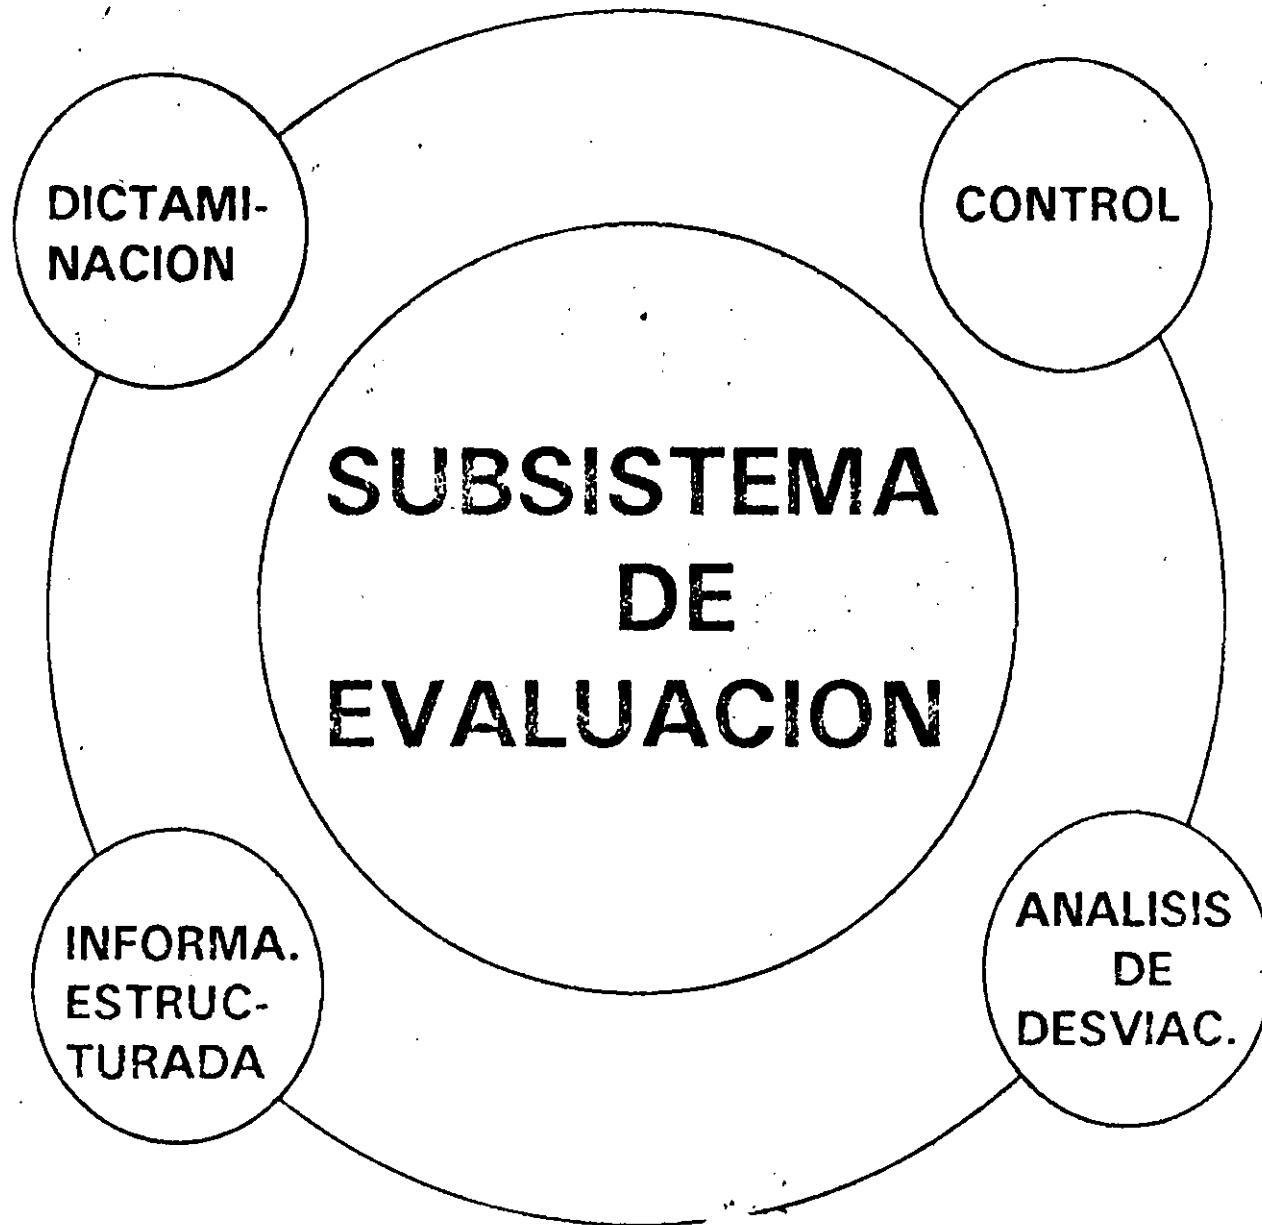 DICTAMI-
NACION
CONTROL
SUBSISTEMA
DE
EVALUACION
INFORMA.
ESTRUC-
TURADA
ANALISIS
DE
DESVIAC.